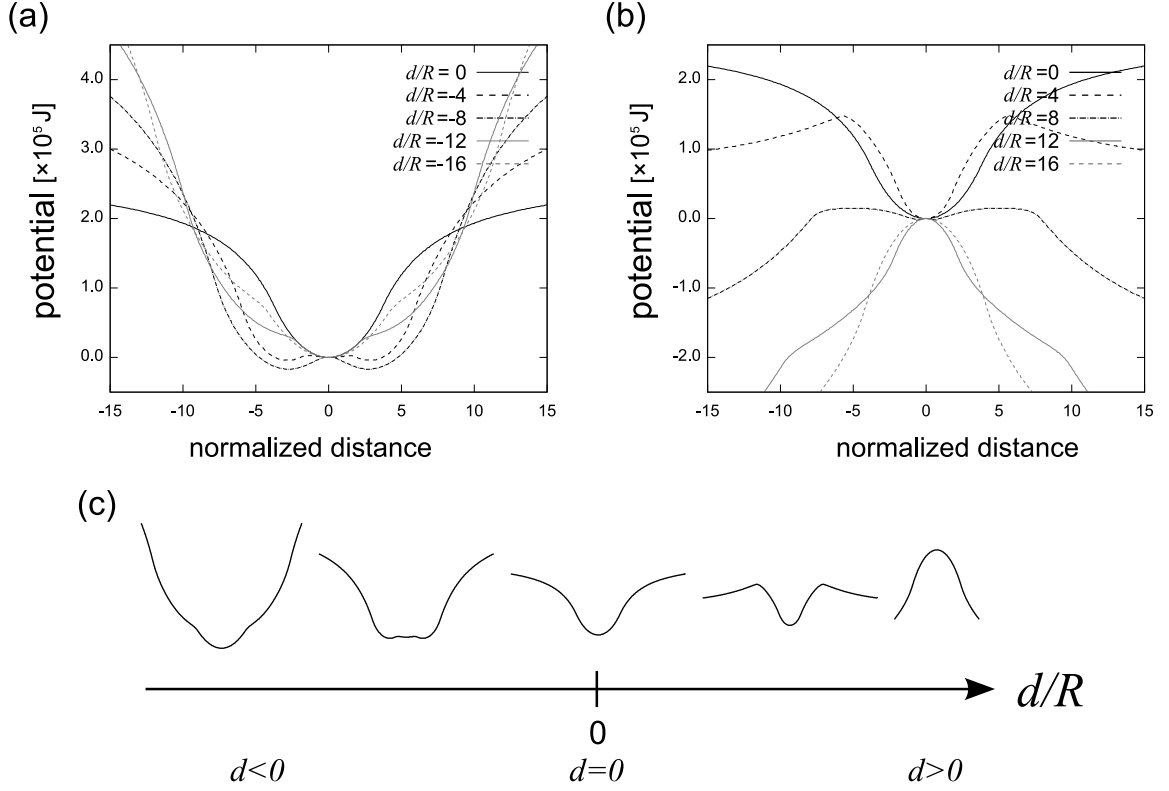 (a)
potential [×10⁵ J]
4.0
3.0
2.0
1.0
0.0
-15
-10
-5
0
5
10
15
normalized distance
d/R= 0
d/R=-4
d/R=-8
d/R=-12
d/R=-16
(b)
potential [×10⁵ J]
2.0
1.0
0.0
-1.0
-2.0
-15
-10
-5
0
5
10
15
normalized distance
d/R=0
d/R=4
d/R=8
d/R=12
d/R=16
(c)
d/R
0
d<0
d=0
d>0